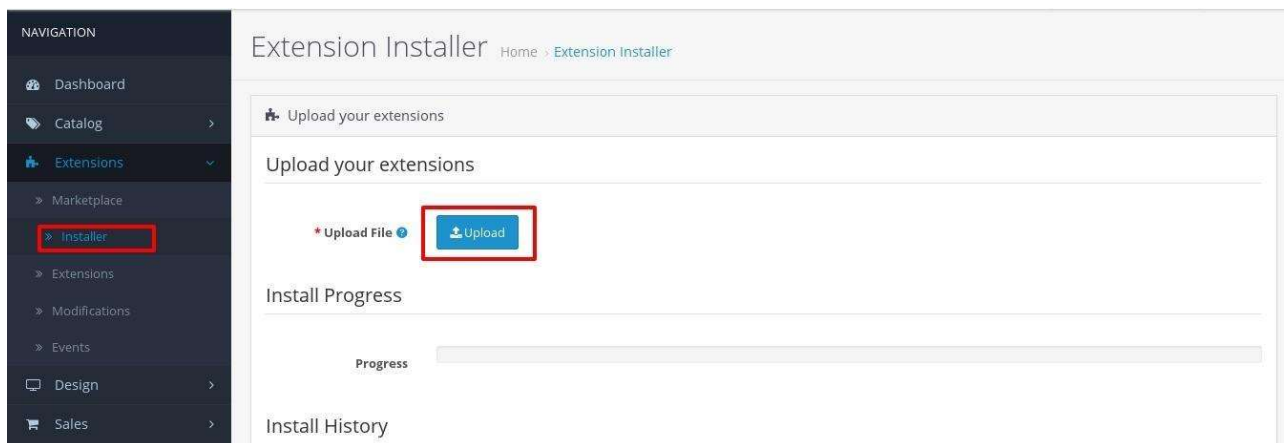 NAVIGATION
Dashboard
Catalog
Extensions
Marketplace
Installer
Extensions
Modifications
Events
Design
Sales
Extension Installer Home › Extension Installer
Upload your extensions
Upload your extensions
* Upload File Upload
Install Progress
Progress
Install History